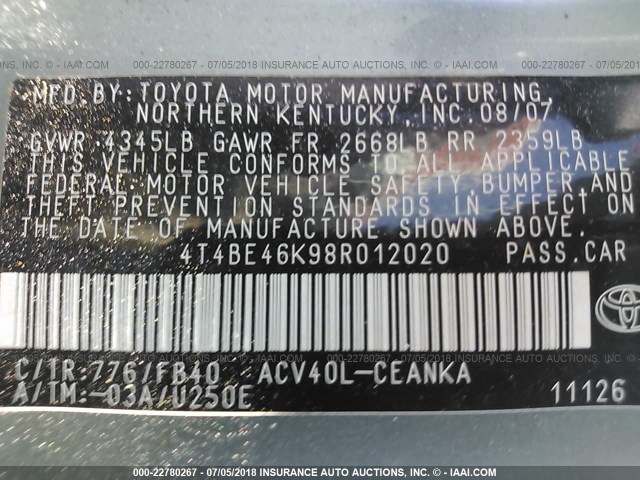 000-22780267 - 07/05/2018 INSURANCE AUTO AUCTIONS - IAAI.COM
MFD.BY:TOYOTA MOTOR MANUFACTURING,
NORTHERN KENTUCKY,INC.08/07
GVWR 4345LB GAWR FR 2668LB RR 2359LB
THIS VEHICLE CONFORMS TO ALL APPLICABLE
FEDERAL MOTOR VEHICLE SAFETY,BUMPER,AND
THEFT PREVENTION STANDARDS IN EFFECT ON
THE DATE OF MANUFACTURE SHOWN ABOVE.
4T4BE46K98R012020 PASS.CAR
000-22780267 - 07/05/2018 INSURANCE AUTO AUCTIONS - IAAI.COM
C/TR:776/FB40 ACV40L-CEANKA
A/TM:-03A/U250E 11126
000-22780267 - 07/05/2018 INSURANCE AUTO AUCTIONS - IAAI.COM